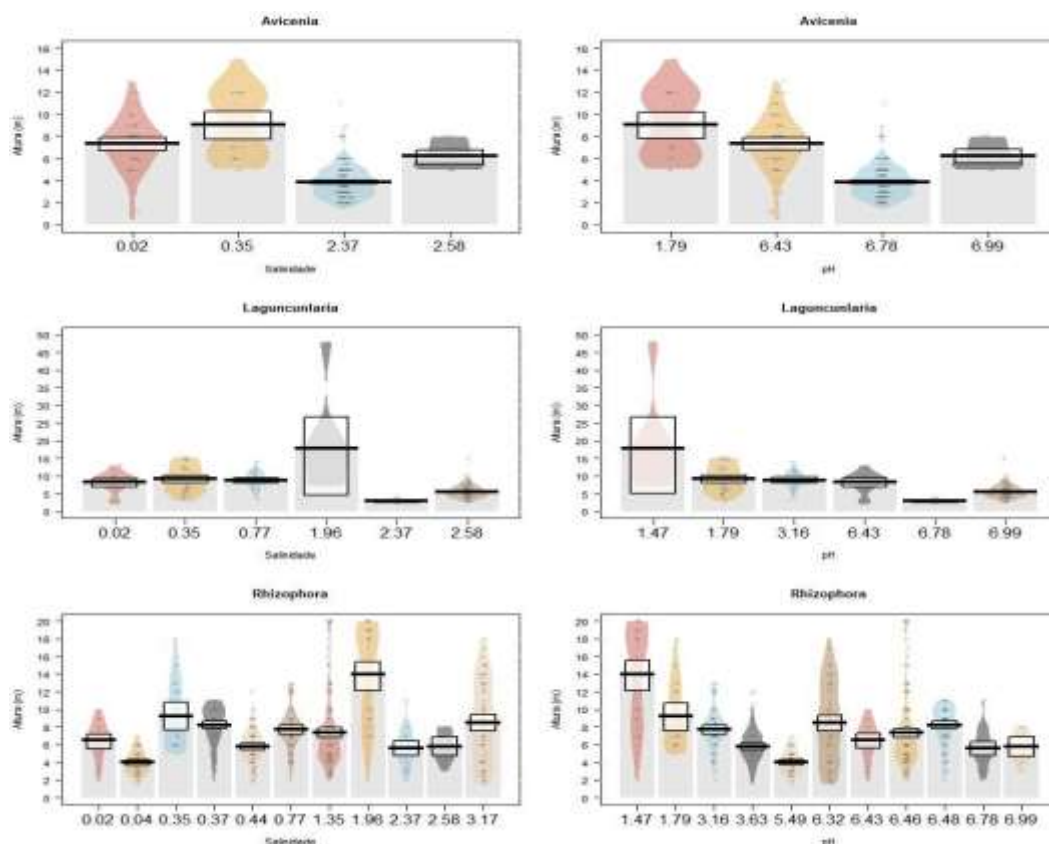 Avicenia
Altura (m)
16
14
12
10
8
6
4
2
0
0.02 0.35 2.37 2.58
Salinidade
Avicenia
Altura (m)
16
14
12
10
8
6
4
2
0
1.79 6.43 6.78 6.99
pH
Laguncunlaria
Altura (m)
50
45
40
35
30
25
20
15
10
5
0
0.02 0.35 0.77 1.96 2.37 2.58
Salinidade
Laguncunlaria
Altura (m)
50
45
40
35
30
25
20
15
10
5
0
1.47 1.79 3.16 6.43 6.78 6.99
pH
Rhizophora
Altura (m)
20
18
16
14
12
10
8
6
4
2
0
0.02 0.04 0.35 0.37 0.44 0.77 1.35 1.96 2.37 2.58 3.17
Salinidade
Rhizophora
Altura (m)
20
18
16
14
12
10
8
6
4
2
0
1.47 1.79 3.16 3.63 5.49 6.32 6.43 6.46 6.48 6.78 6.99
pH